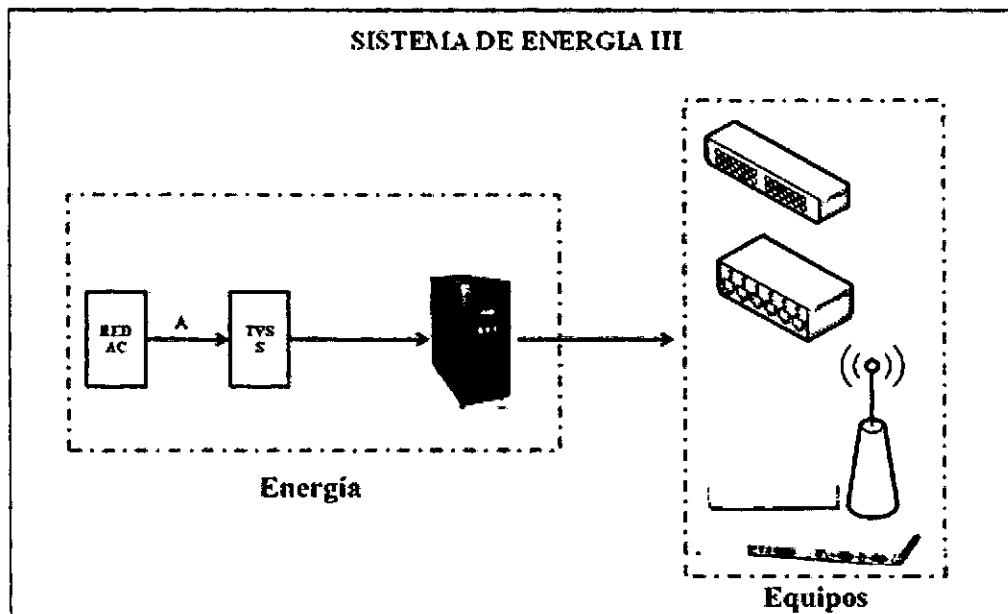 SISTEMA DE ENERGIA III
RED
AC
A
TVS
S
Energía
Equipos